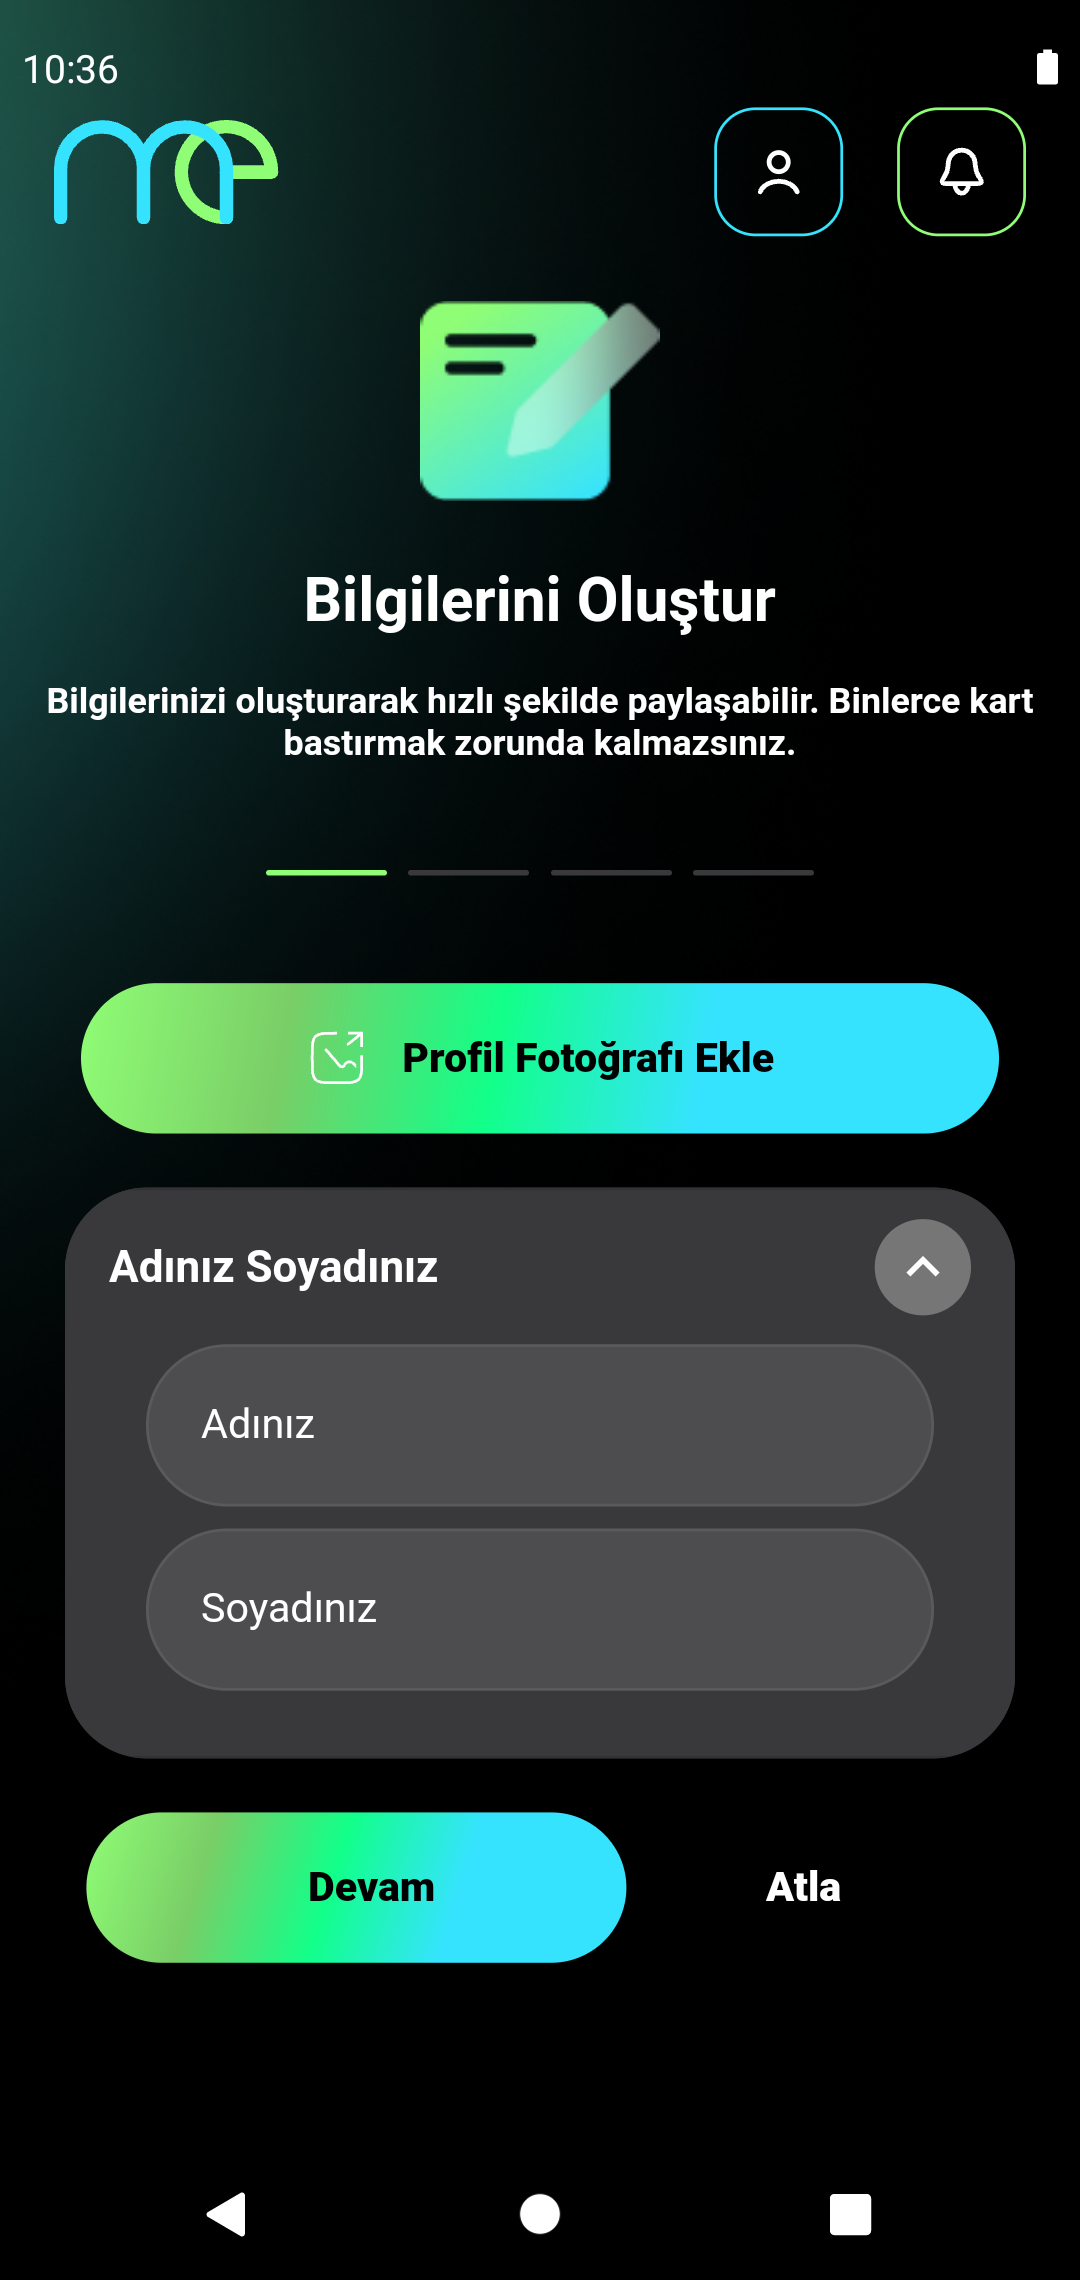 10:36
me
Bilgilerini Oluştur
Bilgilerinizi oluşturarak hızlı şekilde paylaşabilir. Binlerce kart
bastırmak zorunda kalmazsınız.
Profil Fotoğrafı Ekle
Adınız Soyadınız
Adınız
Soyadınız
Devam
Atla